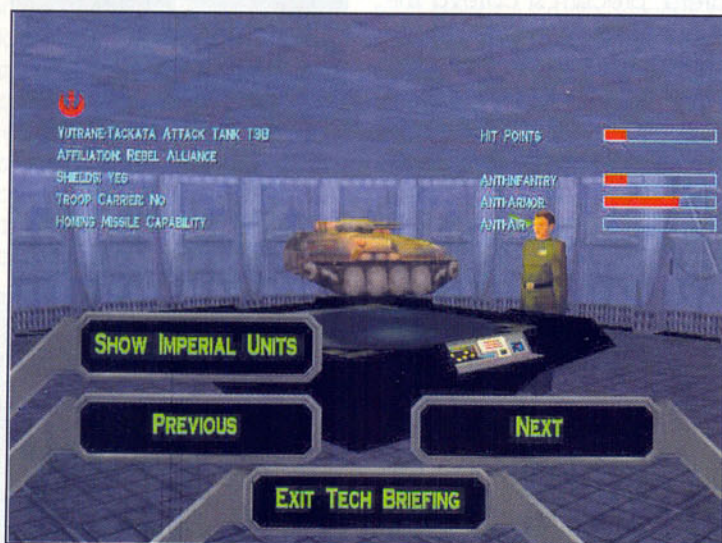 Vutrane-Tackata Attack Tank T3B
Affiliation: Rebel Alliance
Shields: Yes
Troop Carrier: No
Homing Missile Capability
Hit Points
Anti-Infantry
Anti-Armor
Anti-Air
Show Imperial Units
Previous
Next
Exit Tech Briefing